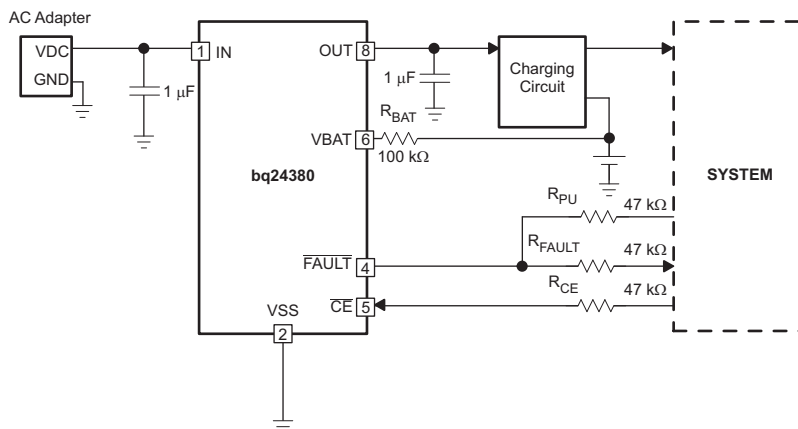 AC Adapter
VDC
GND
1 μF
1
IN
OUT
8
1 μF
Charging
Circuit
R_BAT
VBAT
6
100 kΩ
bq24380
SYSTEM
R_PU
47 kΩ
FAULT
4
R_FAULT
47 kΩ
CE
5
R_CE
47 kΩ
VSS
2